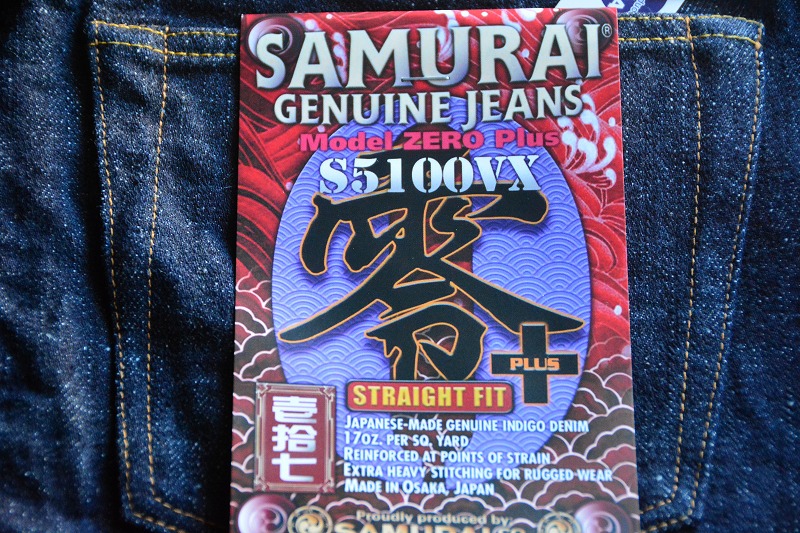 SAMURAI®
GENUINE JEANS
Model ZERO Plus
S5100VX
零
PLUS
STRAIGHT FIT
壱拾七
JAPANESE-MADE GENUINE INDIGO DENIM
17OZ. PER SQ. YARD
REINFORCED AT POINTS OF STRAIN
EXTRA HEAVY STITCHING FOR RUGGED WEAR
MADE IN OSAKA, JAPAN
Proudly produced by:
SAMURAI